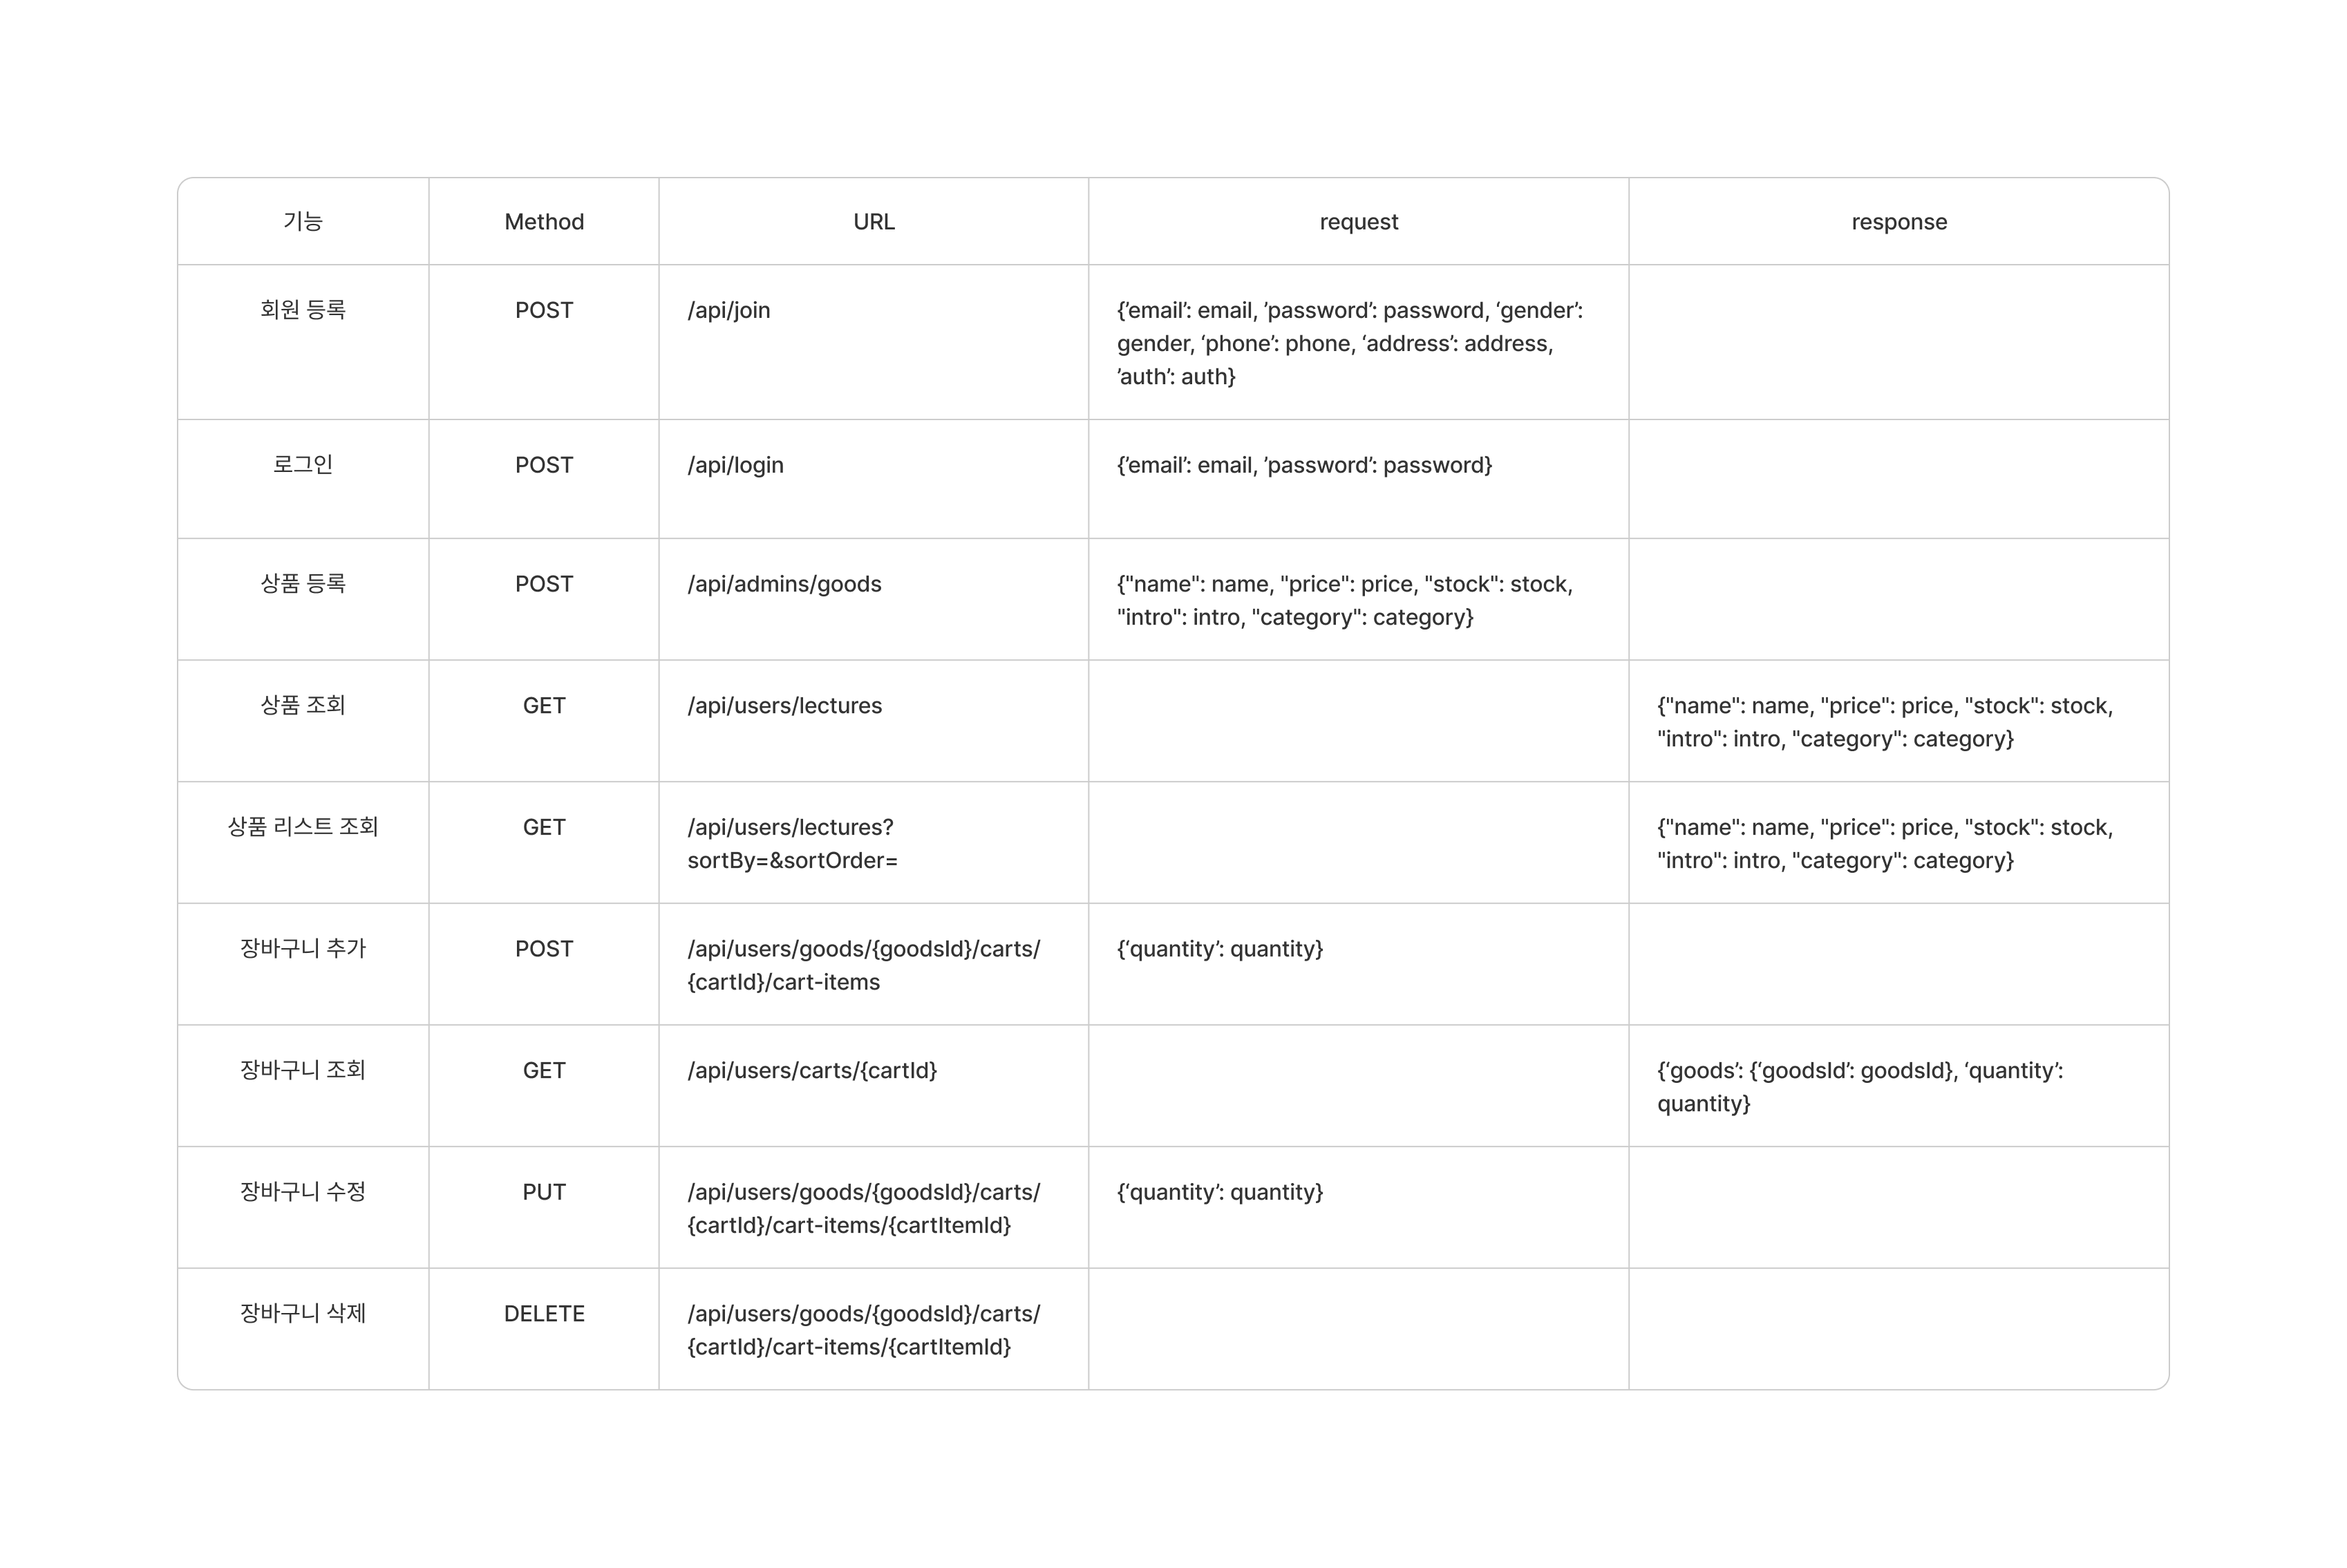 기능 Method URL request response
회원 등록 POST /api/join {’email’: email, ’password’: password, ‘gender’:
gender, ‘phone’: phone, ‘address’: address,
’auth’: auth}
로그인 POST /api/login {’email’: email, ’password’: password}
상품 등록 POST /api/admins/goods {"name": name, "price": price, "stock": stock,
"intro": intro, "category": category}
상품 조회 GET /api/users/lectures {"name": name, "price": price, "stock": stock,
"intro": intro, "category": category}
상품 리스트 조회 GET /api/users/lectures? {"name": name, "price": price, "stock": stock,
sortBy=&sortOrder= "intro": intro, "category": category}
장바구니 추가 POST /api/users/goods/{goodsId}/carts/ {‘quantity’: quantity}
{cartId}/cart-items
장바구니 조회 GET /api/users/carts/{cartId} {‘goods’: {‘goodsId’: goodsId}, ‘quantity’:
quantity}
장바구니 수정 PUT /api/users/goods/{goodsId}/carts/ {‘quantity’: quantity}
{cartId}/cart-items/{cartItemId}
장바구니 삭제 DELETE /api/users/goods/{goodsId}/carts/
{cartId}/cart-items/{cartItemId}